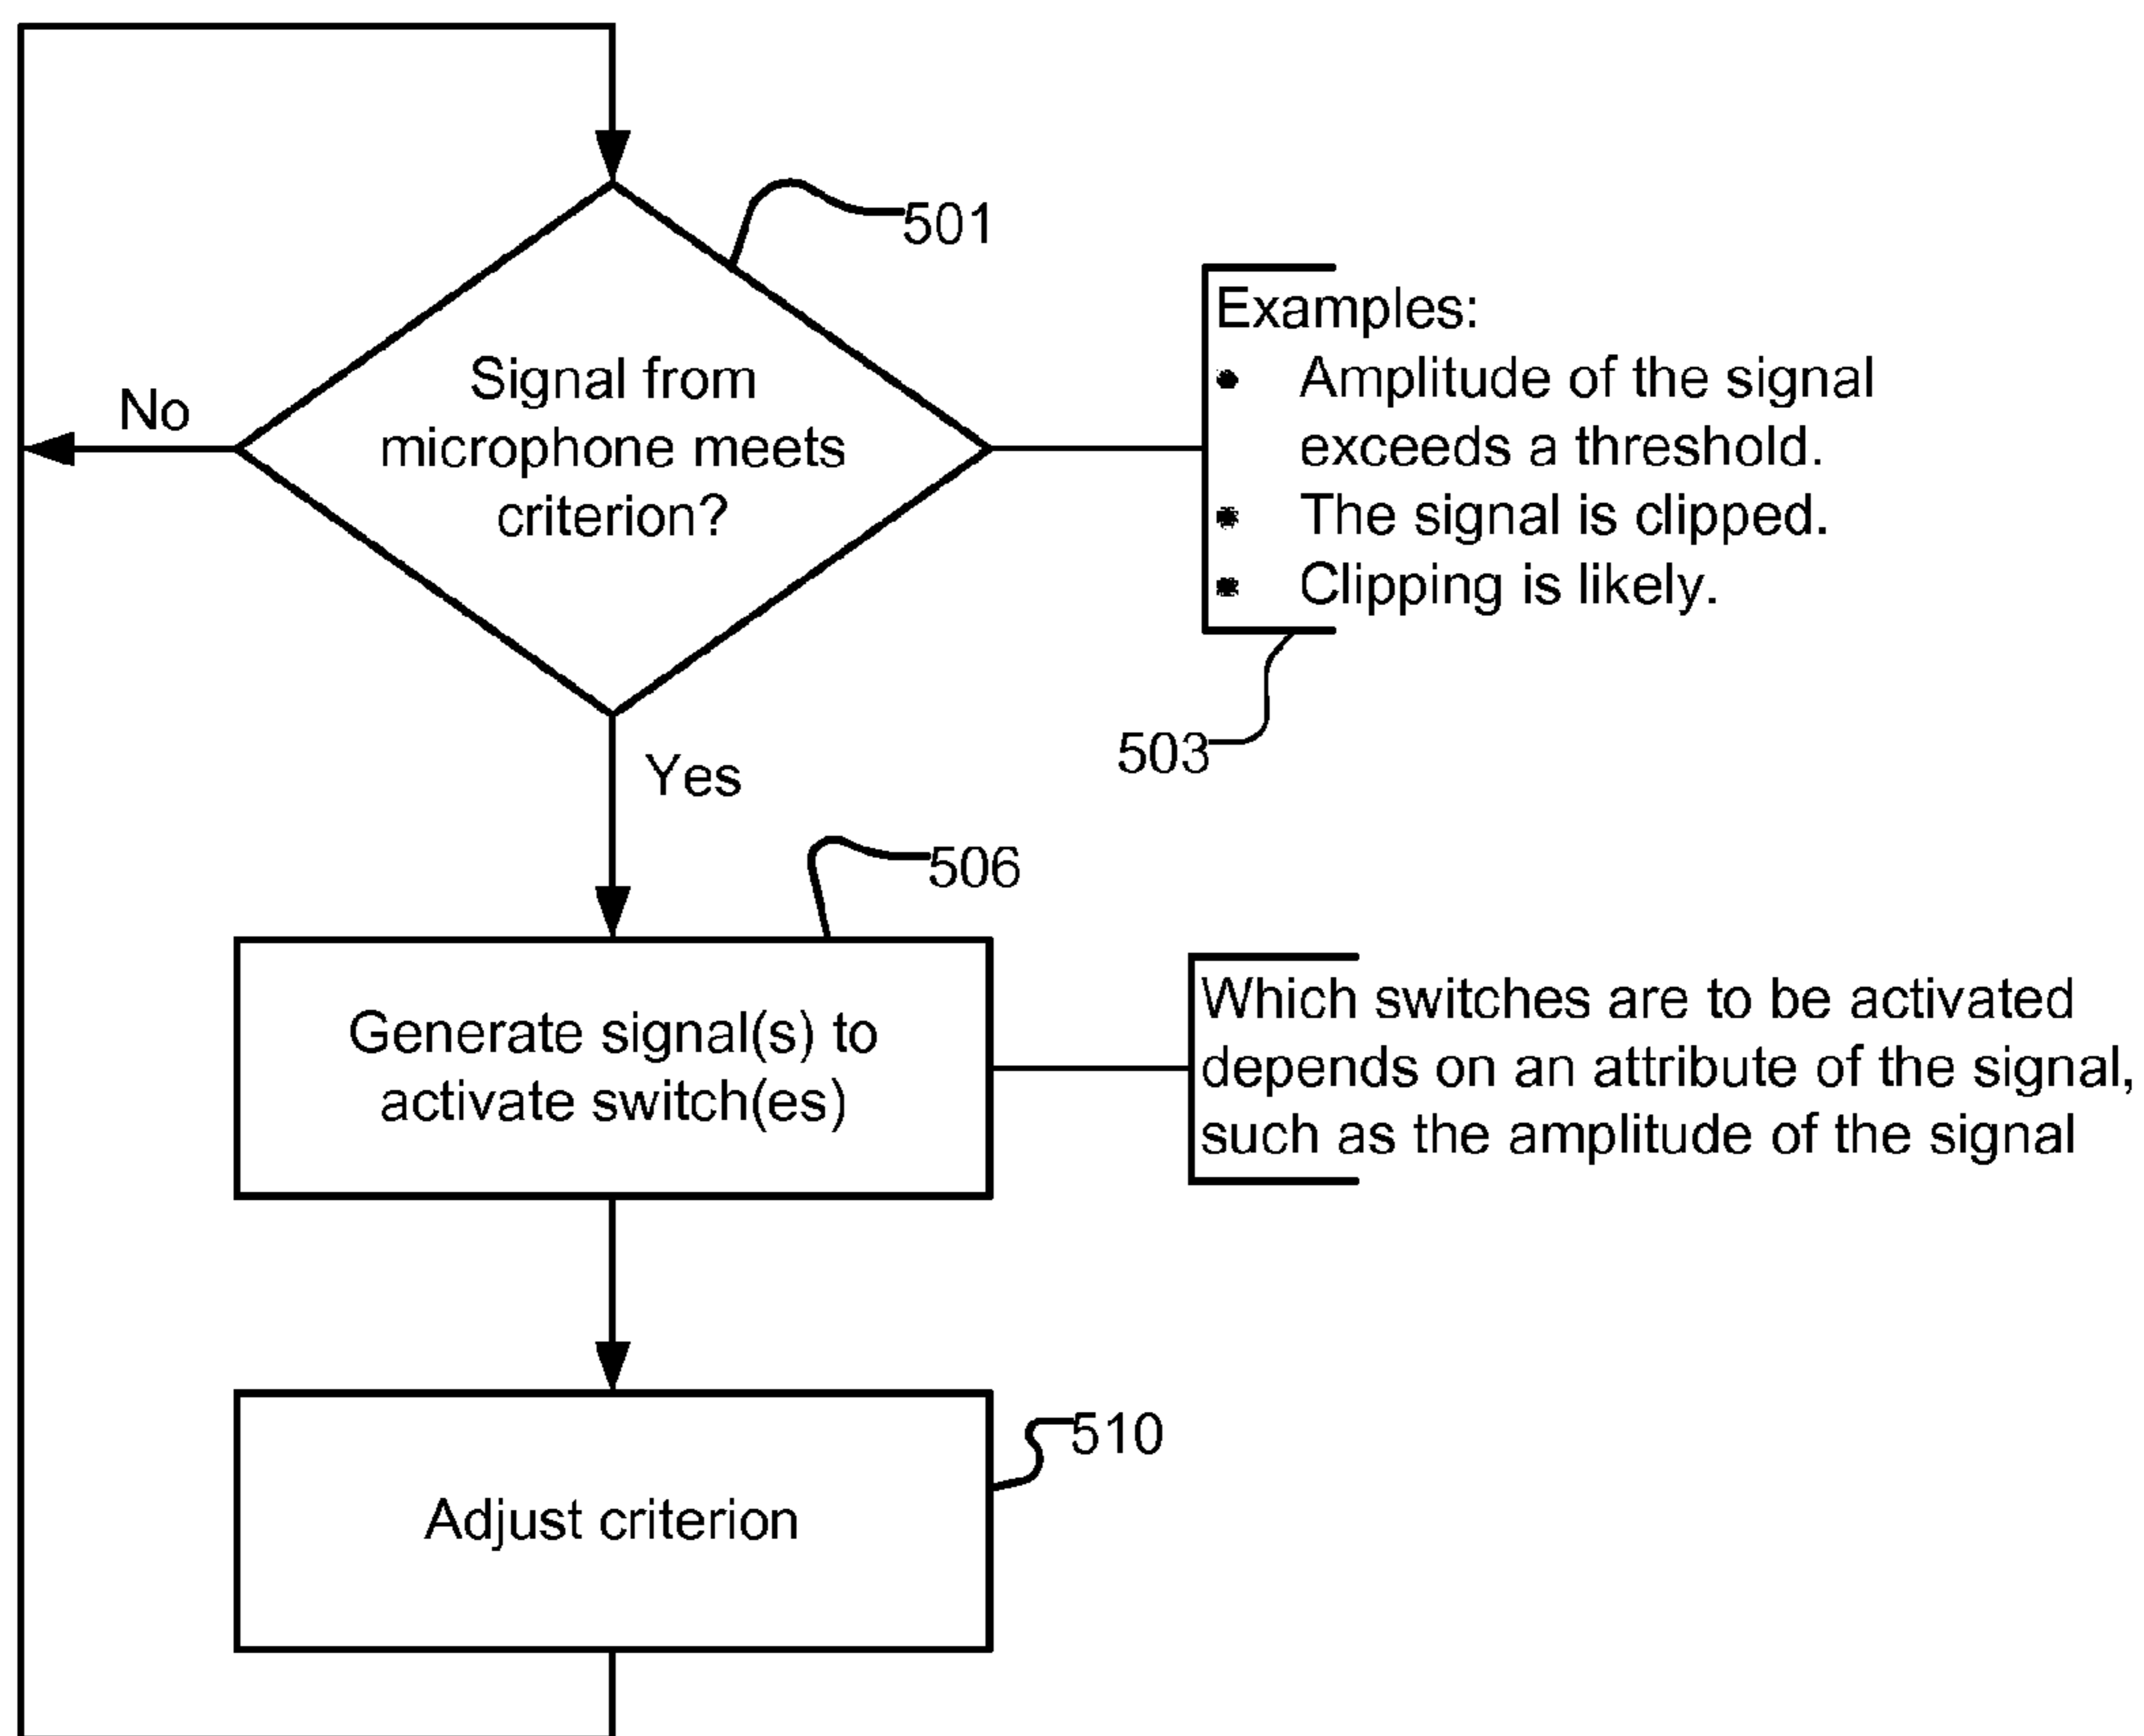 501
Signal from
microphone meets
criterion?
No
Examples:
• Amplitude of the signal
exceeds a threshold.
• The signal is clipped.
• Clipping is likely.
503
Yes
506
Generate signal(s) to
activate switch(es)
Which switches are to be activated
depends on an attribute of the signal,
such as the amplitude of the signal
510
Adjust criterion